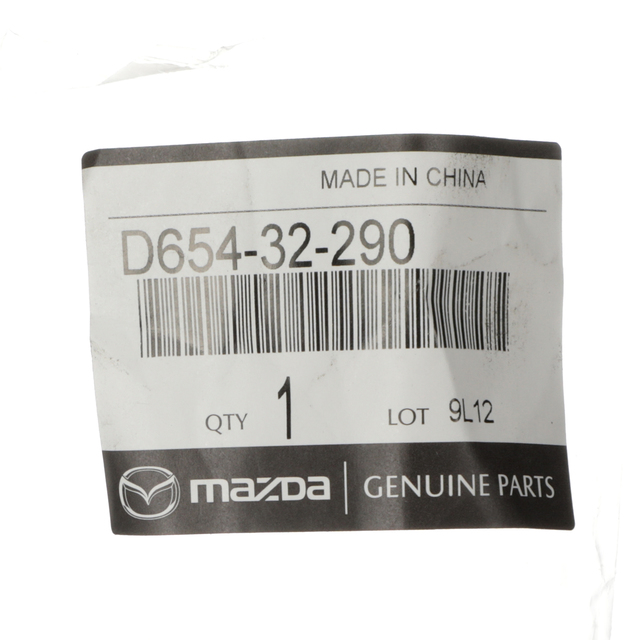 MADE IN CHINA
D654-32-290
QTY 1 LOT 9L12
mazda GENUINE PARTS